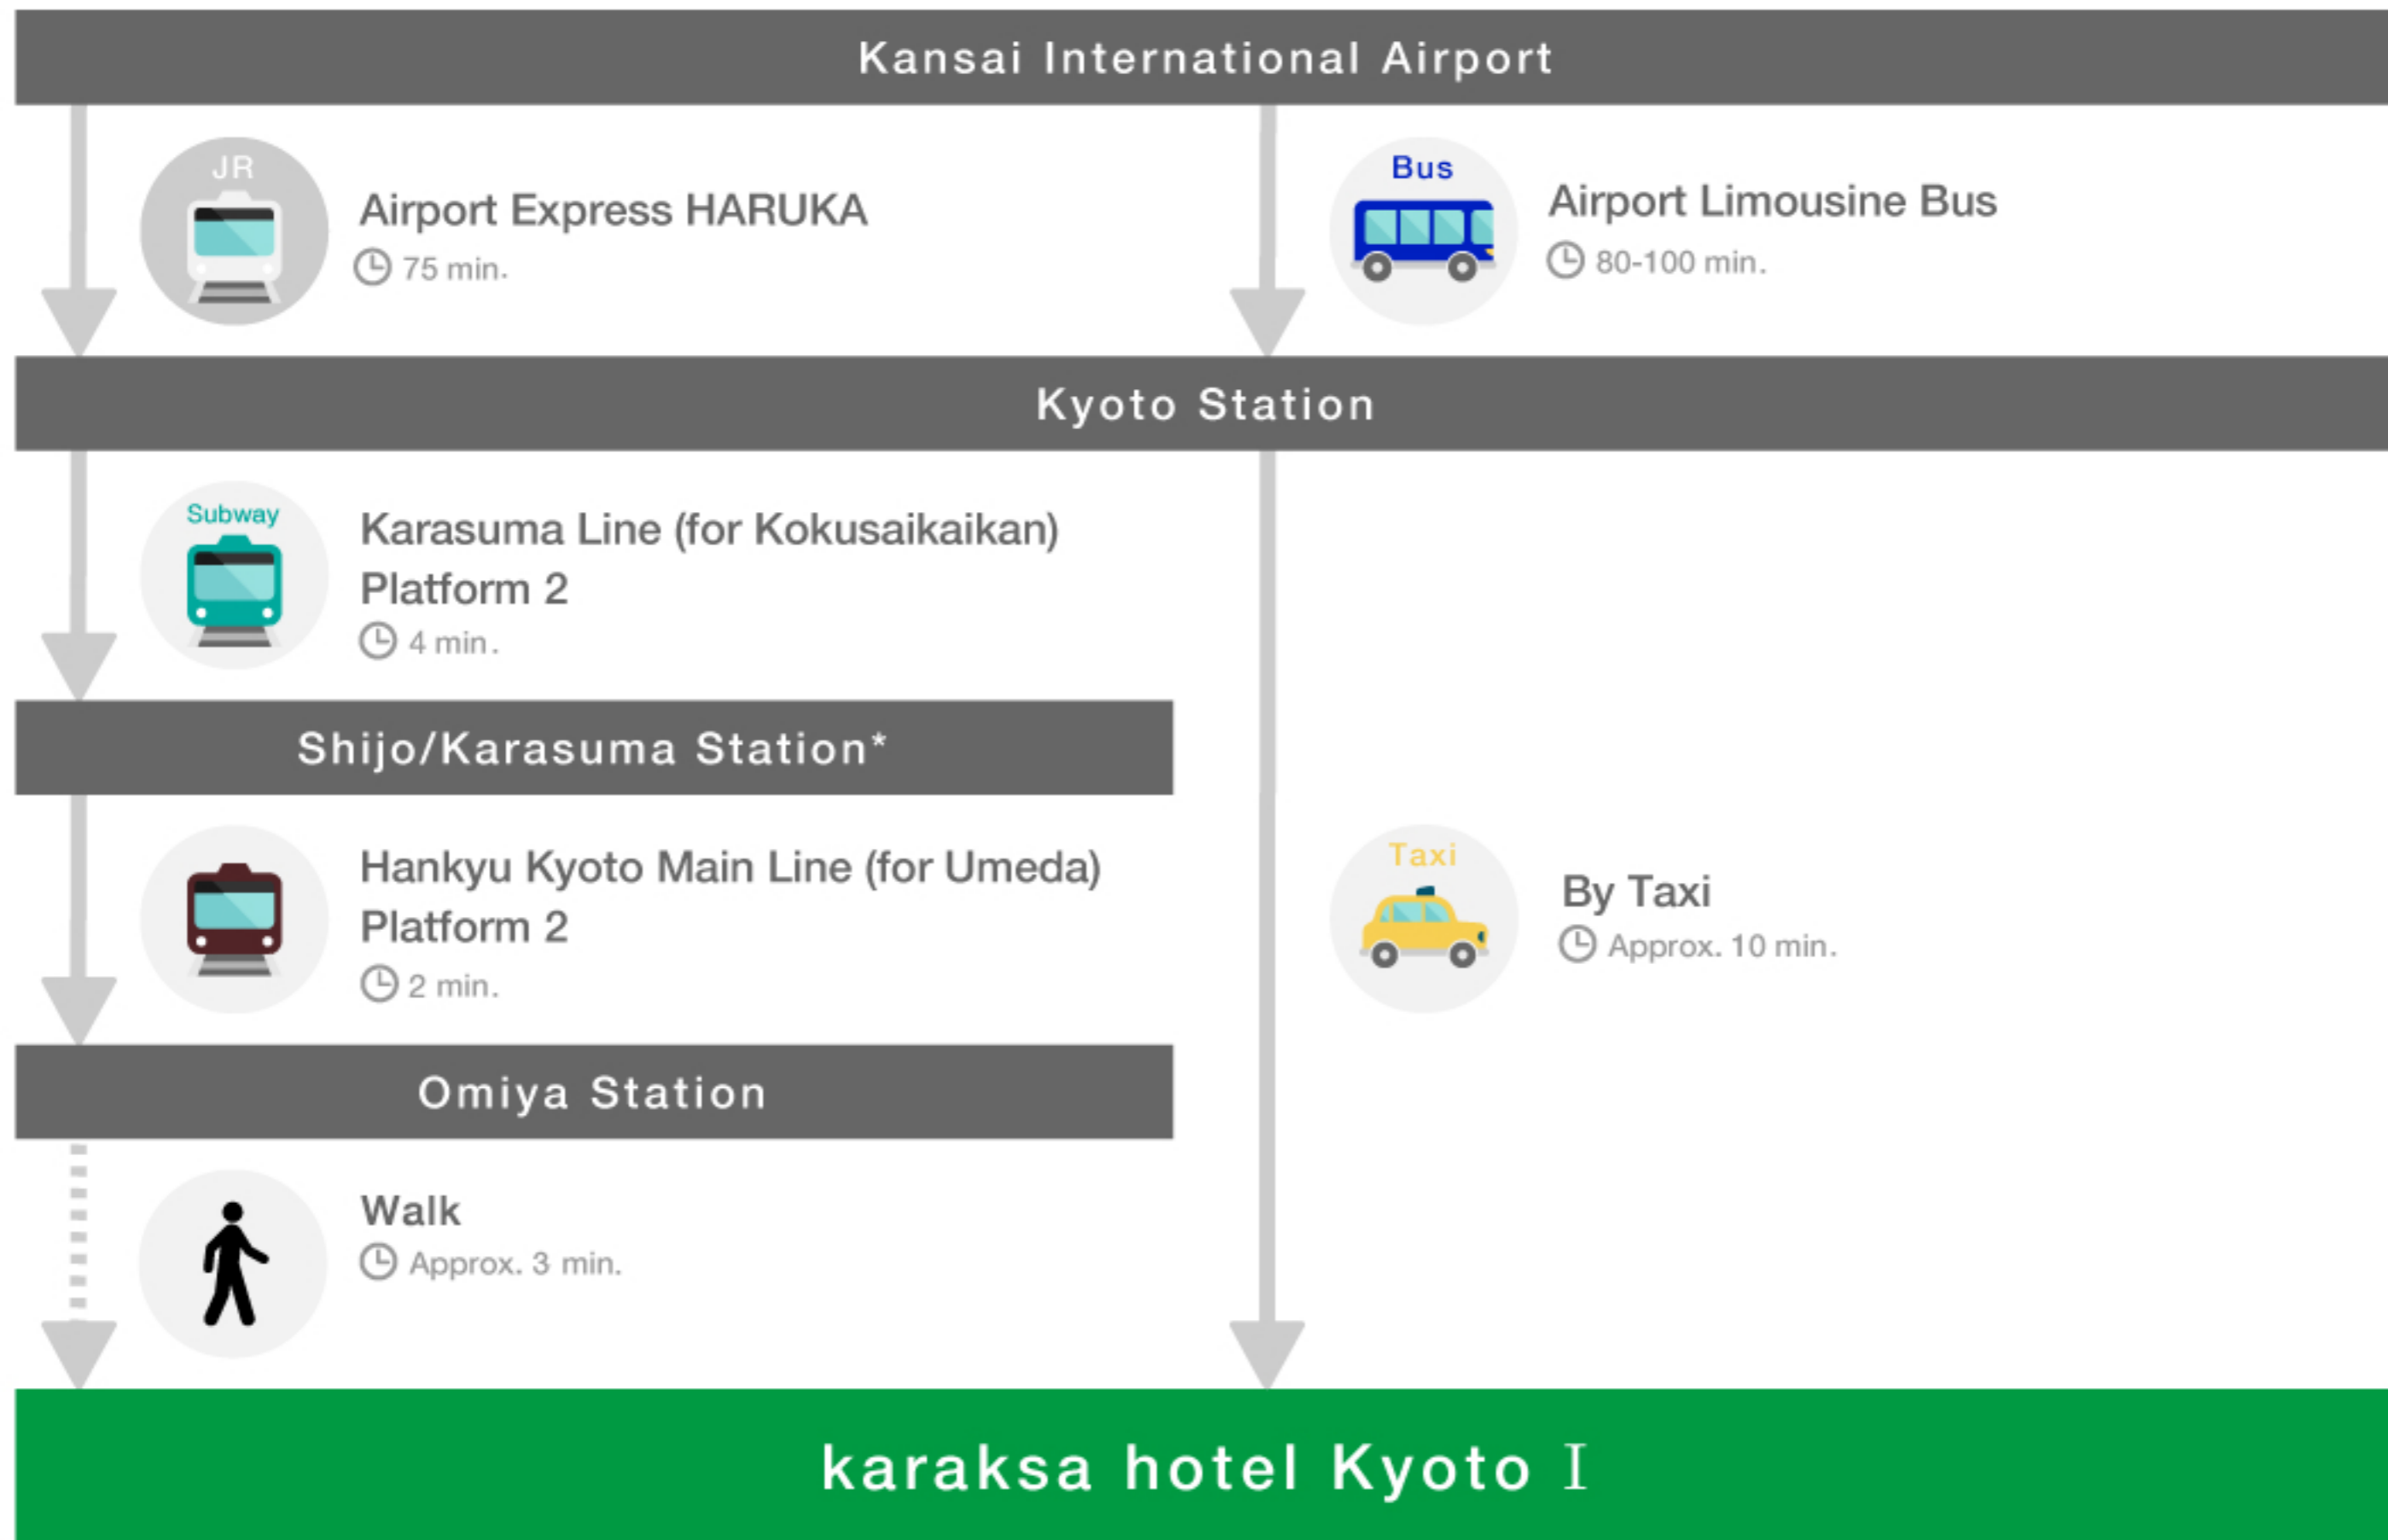 Kansai International Airport
JR
Airport Express HARUKA
75 min.
Bus
Airport Limousine Bus
80-100 min.
Kyoto Station
Subway
Karasuma Line (for Kokusaikaikan)
Platform 2
4 min.
Shijo/Karasuma Station*
Hankyu Kyoto Main Line (for Umeda)
Platform 2
2 min.
Taxi
By Taxi
Approx. 10 min.
Omiya Station
Walk
Approx. 3 min.
karaksa hotel Kyoto I